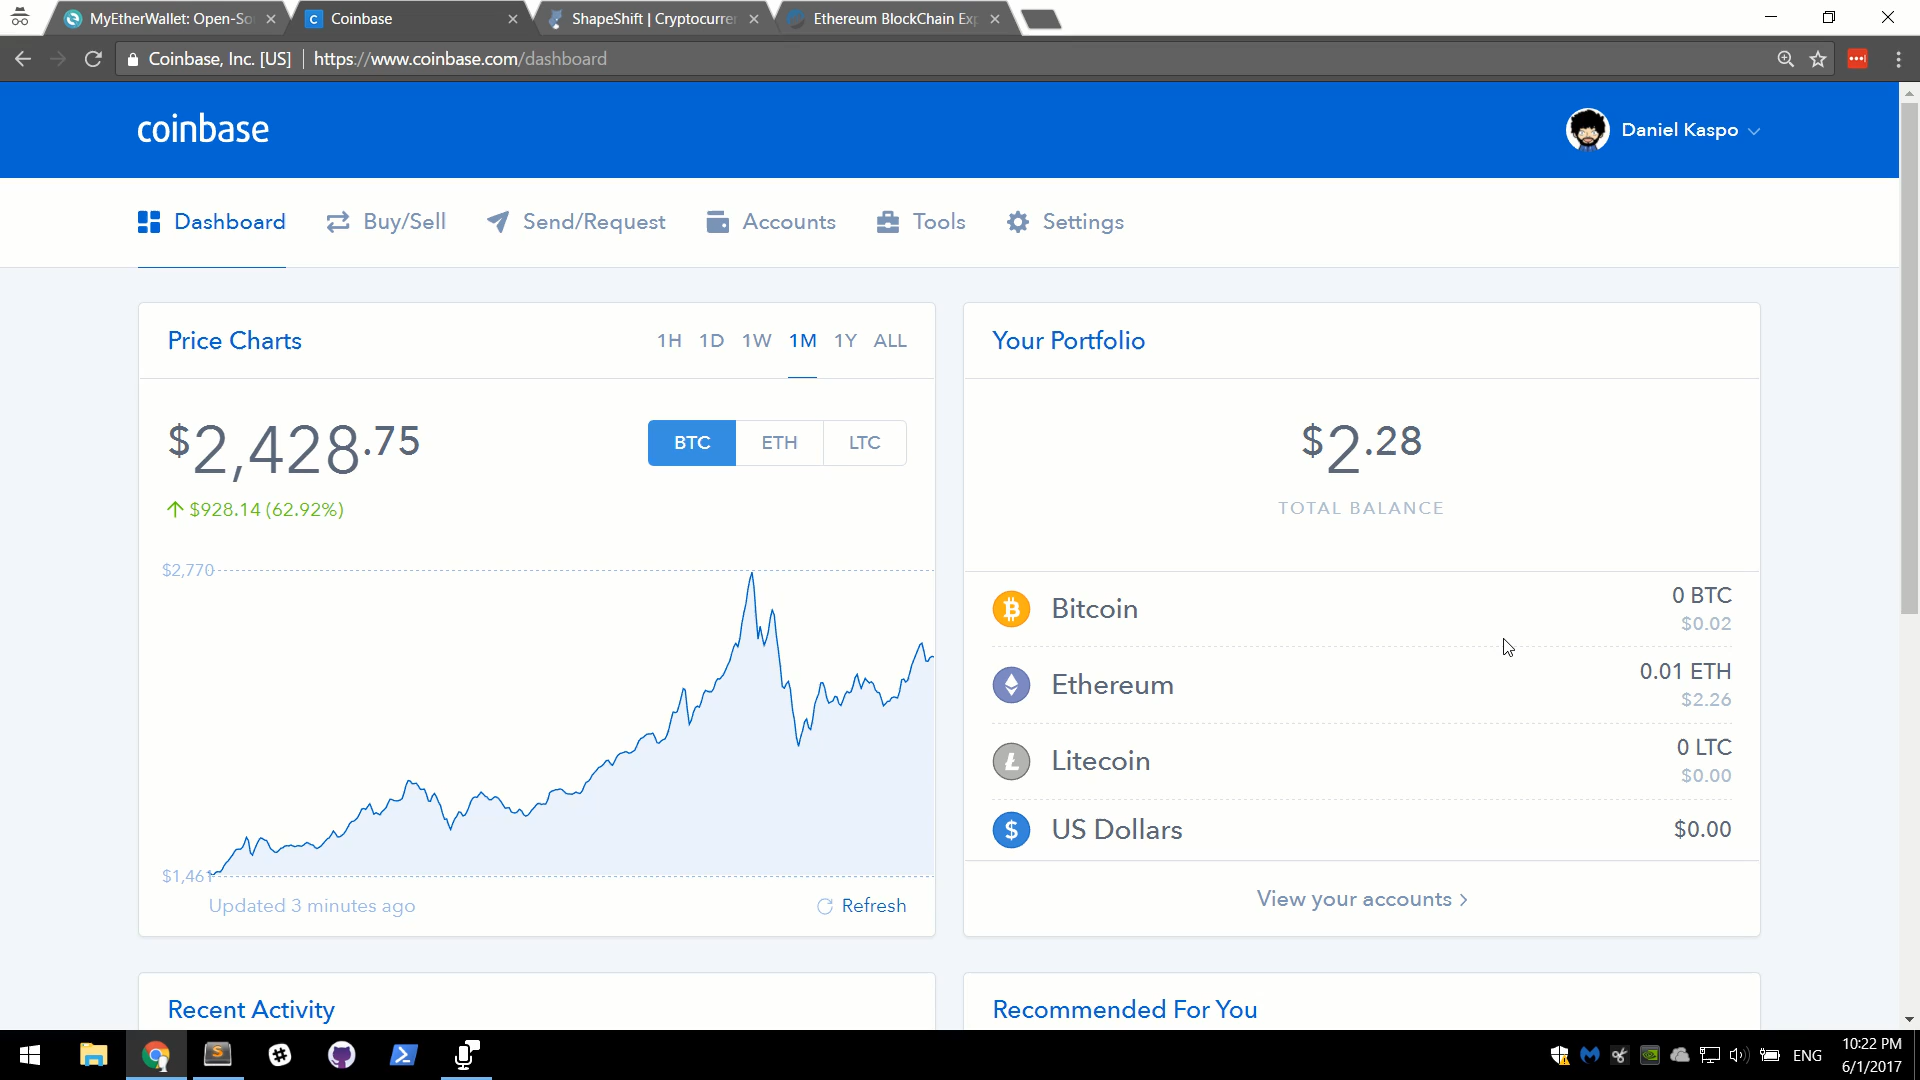 MyEtherWallet: Open-So
Coinbase
ShapeShift | Cryptocurre
Ethereum BlockChain Exp
Coinbase, Inc. [US]
https://www.coinbase.com/dashboard
coinbase
Daniel Kaspo
Dashboard
Buy/Sell
Send/Request
Accounts
Tools
Settings
Price Charts
1H 1D 1W 1M 1Y ALL
$2,428.75
BTC ETH LTC
$928.14 (62.92%)
$2,770
$1,461
Updated 3 minutes ago
Refresh
Your Portfolio
$2.28
TOTAL BALANCE
Bitcoin
0 BTC
$0.02
Ethereum
0.01 ETH
$2.26
Litecoin
0 LTC
$0.00
US Dollars
$0.00
View your accounts >
Recent Activity
Recommended For You
ENG
10:22 PM
6/1/2017